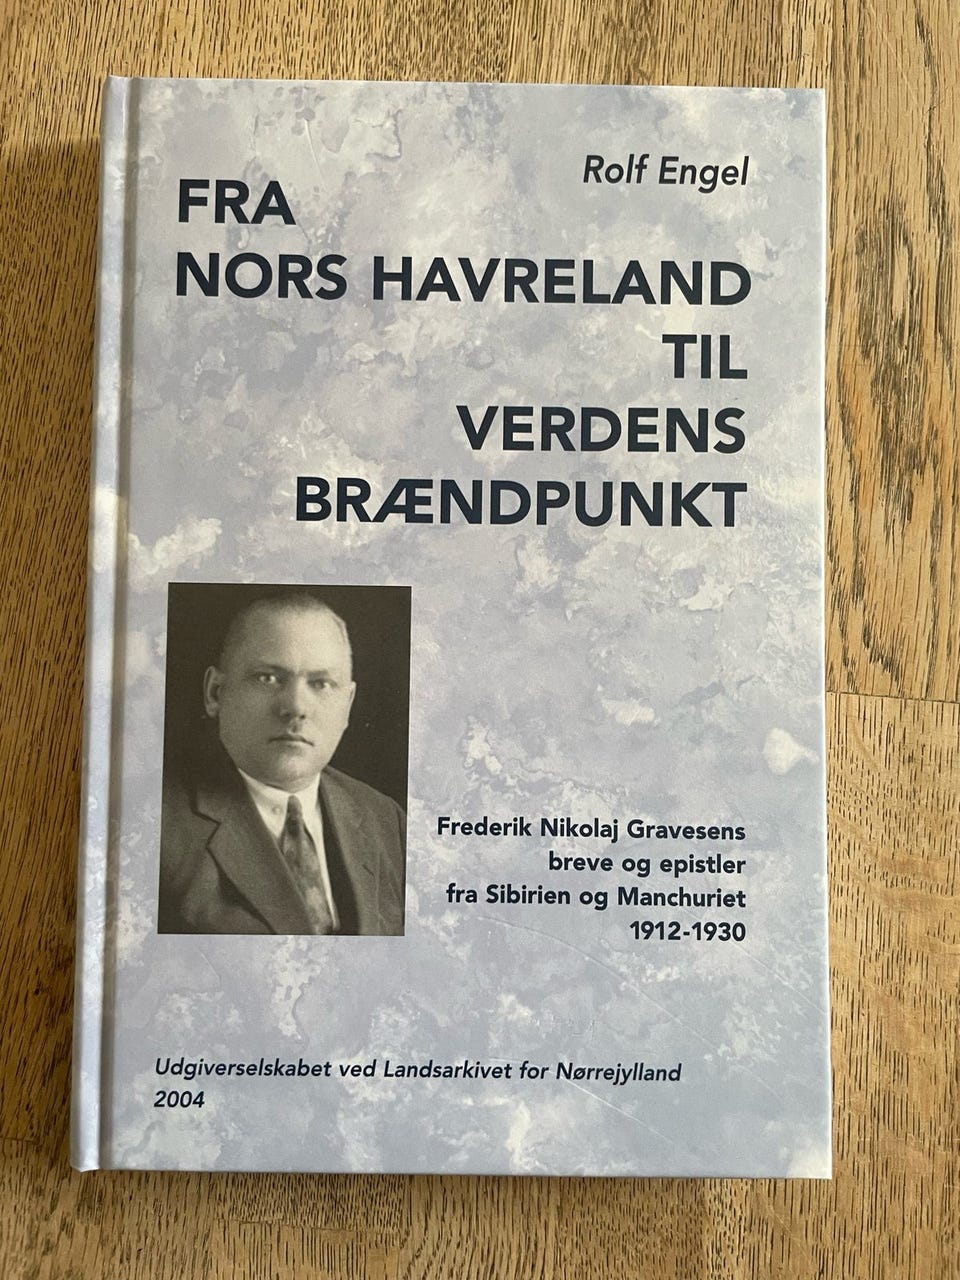 Rolf Engel
FRA
NORS HAVRELAND
TIL
VERDENS
BRÆNDPUNKT
Frederik Nikolaj Gravesens
breve og epistler
fra Sibirien og Manchuriet
1912-1930
Udgiverselskabet ved Landsarkivet for Nørrejylland
2004